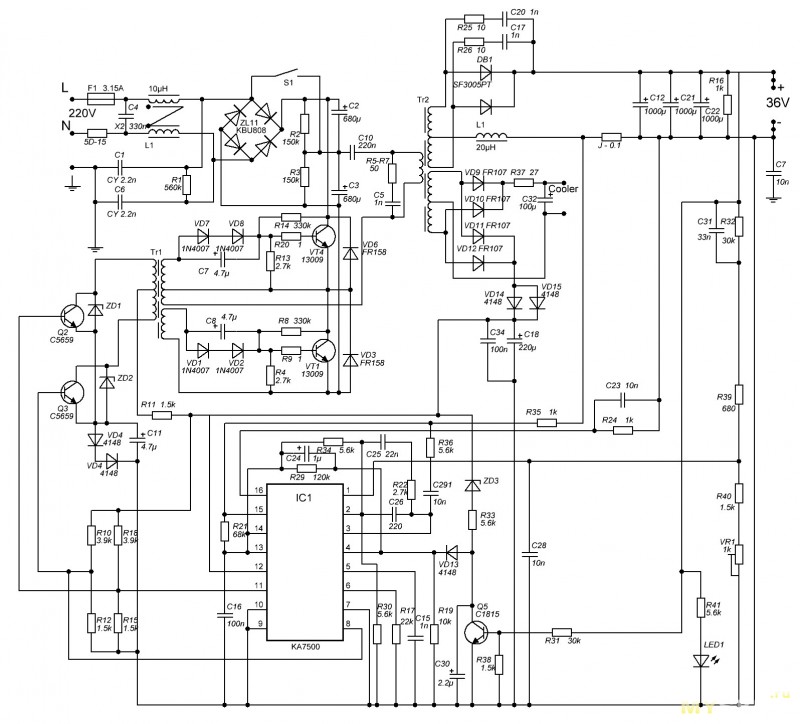 R25 10
C20 1n
R26 10
C17
1n
DB1
SF3005PT
L
F1 3.15A
10µH
220V
N
5D-15
C4
X2 330n
L1
S1
ZL11
KBU808
R2
150k
C2
680µ
R3
150k
C3
680µ
C10
220n
Tr2
L1
20µH
J - 0.1
C12
1000µ
C21
1000µ
C22
1000µ
R16
1k
+
36V
-
C7
10n
C1
CY 2.2n
C6
CY 2.2n
R1
560k
R5-R7
50
C5
1n
VD9 FR107
R37 27
VD10 FR107
VD11 FR107
VD12 FR107
C32
100µ
Cooler
C31
33n
R32
30k
VD7
1N4007
VD8
1N4007
R14 330k
R20 1
C7
4.7µ
R13
2.7k
VT4
13009
VD6
FR158
Tr1
VD14
4148
VD15
4148
C34
100n
C18
220µ
Q2
C5659
ZD1
C8 4.7µ
R8 330k
R9 1
VD1
1N4007
VD2
1N4007
R4
2.7k
VT1
13009
VD3
FR158
Q3
C5659
ZD2
R11 1.5k
C23 10n
R24 1k
R35 1k
R39
680
VD4
4148
C11
4.7µ
VD4
4148
R34 5.6k
C24 1µ
R29 120k
C25 22n
R22
2.7k
C26
220
R36
5.6k
C291
10n
ZD3
R33
5.6k
R40
1.5k
VR1
1k
IC1
16
15
14
13
12
11
10
9
1
2
3
4
5
6
7
8
KA7500
R21
68k
R10
3.9k
R18
3.9k
R12
1.5k
R15
1.5k
C16
100n
R30
5.6k
R17
22k
C15
1n
R19
10k
VD13
4148
C28
10n
Q5
C1815
C30
2.2µ
R38
1.5k
R31 30k
R41
5.6k
LED1
.ru